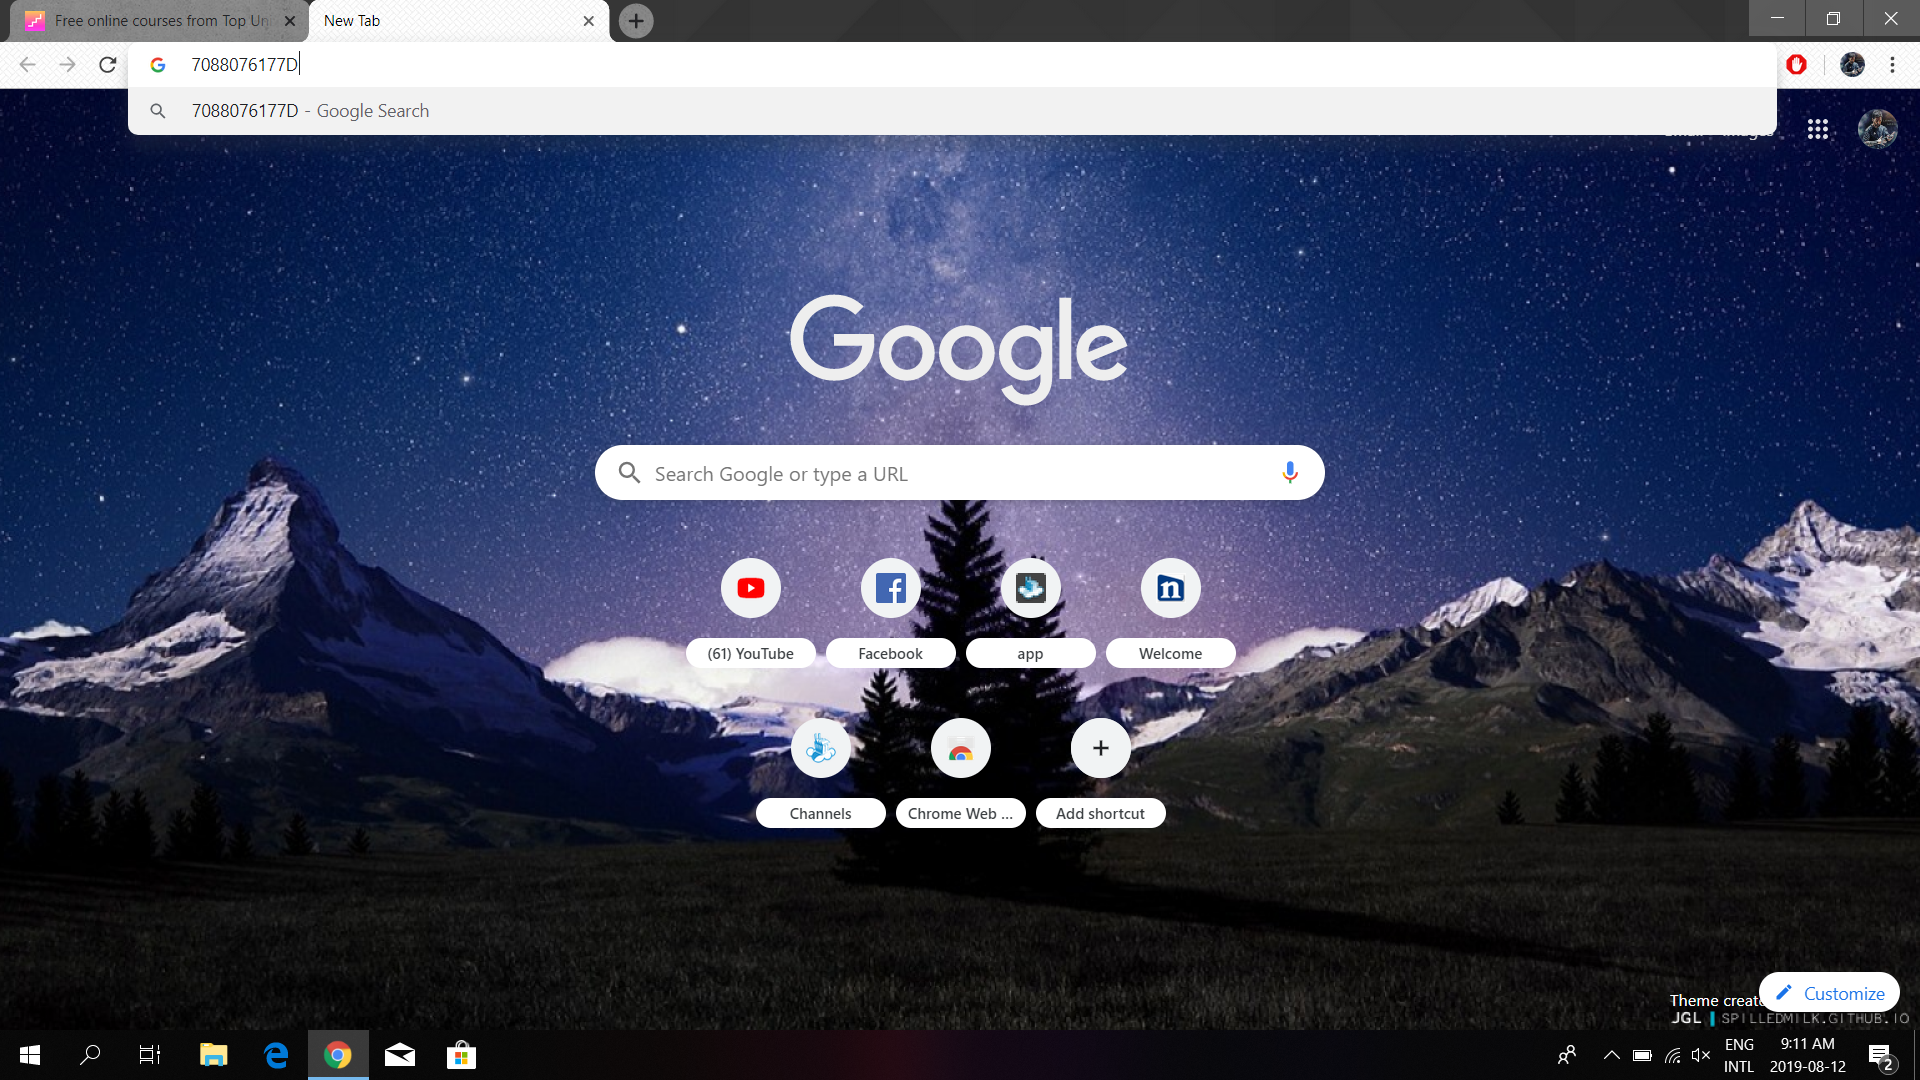 Free online courses from Top Uni
New Tab
7088076177D
7088076177D - Google Search
Google
Search Google or type a URL
(61) YouTube
Facebook
app
Welcome
Channels
Chrome Web ...
Add shortcut
Customize
Theme create
JGL | SPILLEDMILK.GITHUB.IO
ENG
INTL
9:11 AM
2019-08-12
2